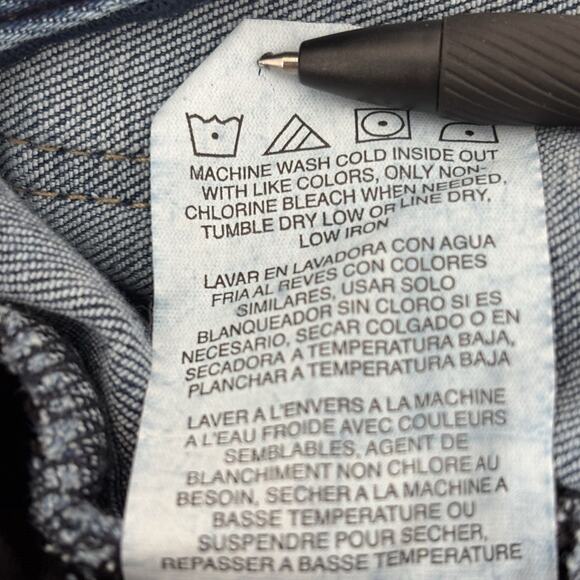 MACHINE WASH COLD INSIDE OUT
WITH LIKE COLORS, ONLY NON-
CHLORINE BLEACH WHEN NEEDED,
TUMBLE DRY LOW OR LINE DRY,
LOW IRON
LAVAR EN LAVADORA CON AGUA
FRIA AL REVES CON COLORES
SIMILARES, USAR SOLO
BLANQUEADOR SIN CLORO SI ES
NECESARIO, SECAR COLGADO O EN
SECADORA A TEMPERATURA BAJA,
PLANCHAR A TEMPERATURA BAJA
LAVER A L'ENVERS A LA MACHINE
A L'EAU FROIDE AVEC COULEURS
SEMBLABLES, AGENT DE
BLANCHIMENT NON CHLORE AU
BESOIN, SECHER A LA MACHINE A
BASSE TEMPERATURE OU
SUSPENDRE POUR SECHER,
REPASSER A BASSE TEMPERATURE